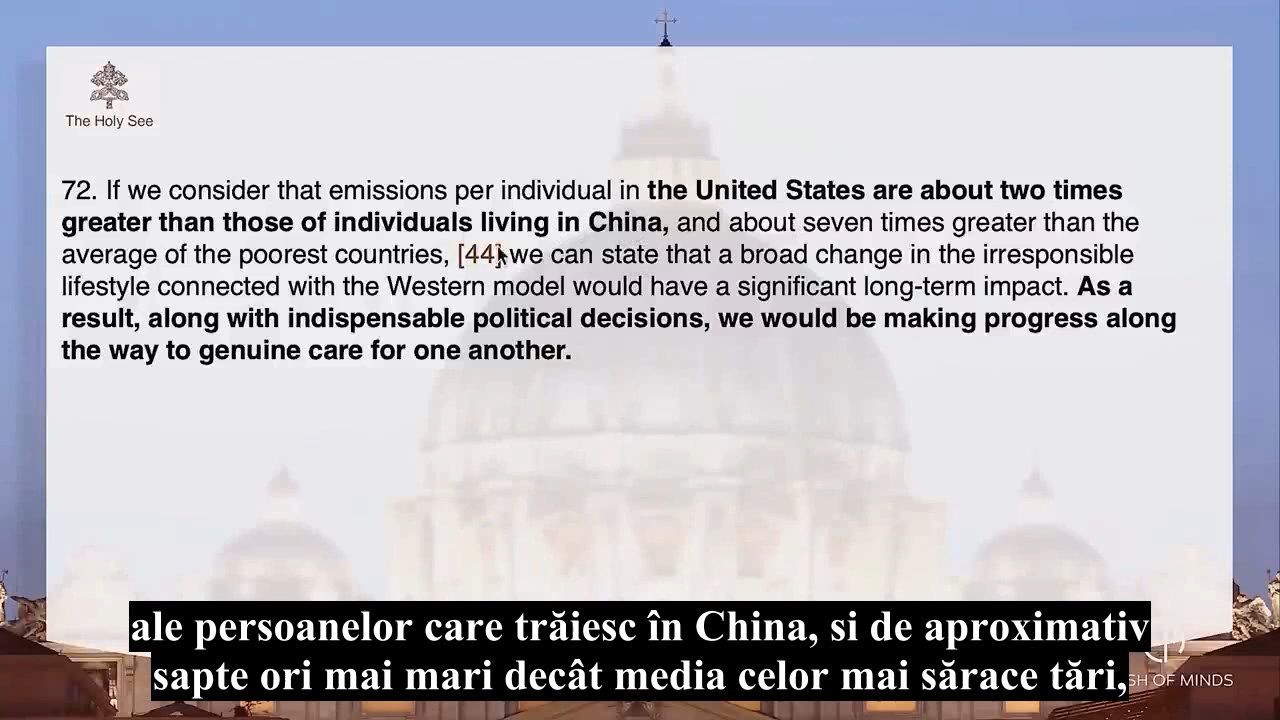 The Holy See
72. If we consider that emissions per individual in the United States are about two times
greater than those of individuals living in China, and about seven times greater than the
average of the poorest countries, [44] we can state that a broad change in the irresponsible
lifestyle connected with the Western model would have a significant long-term impact. As a
result, along with indispensable political decisions, we would be making progress along
the way to genuine care for one another.
ale persoanelor care trăiesc în China, si de aproximativ
sapte ori mai mari decât media celor mai sărace tări,
OF MINDS